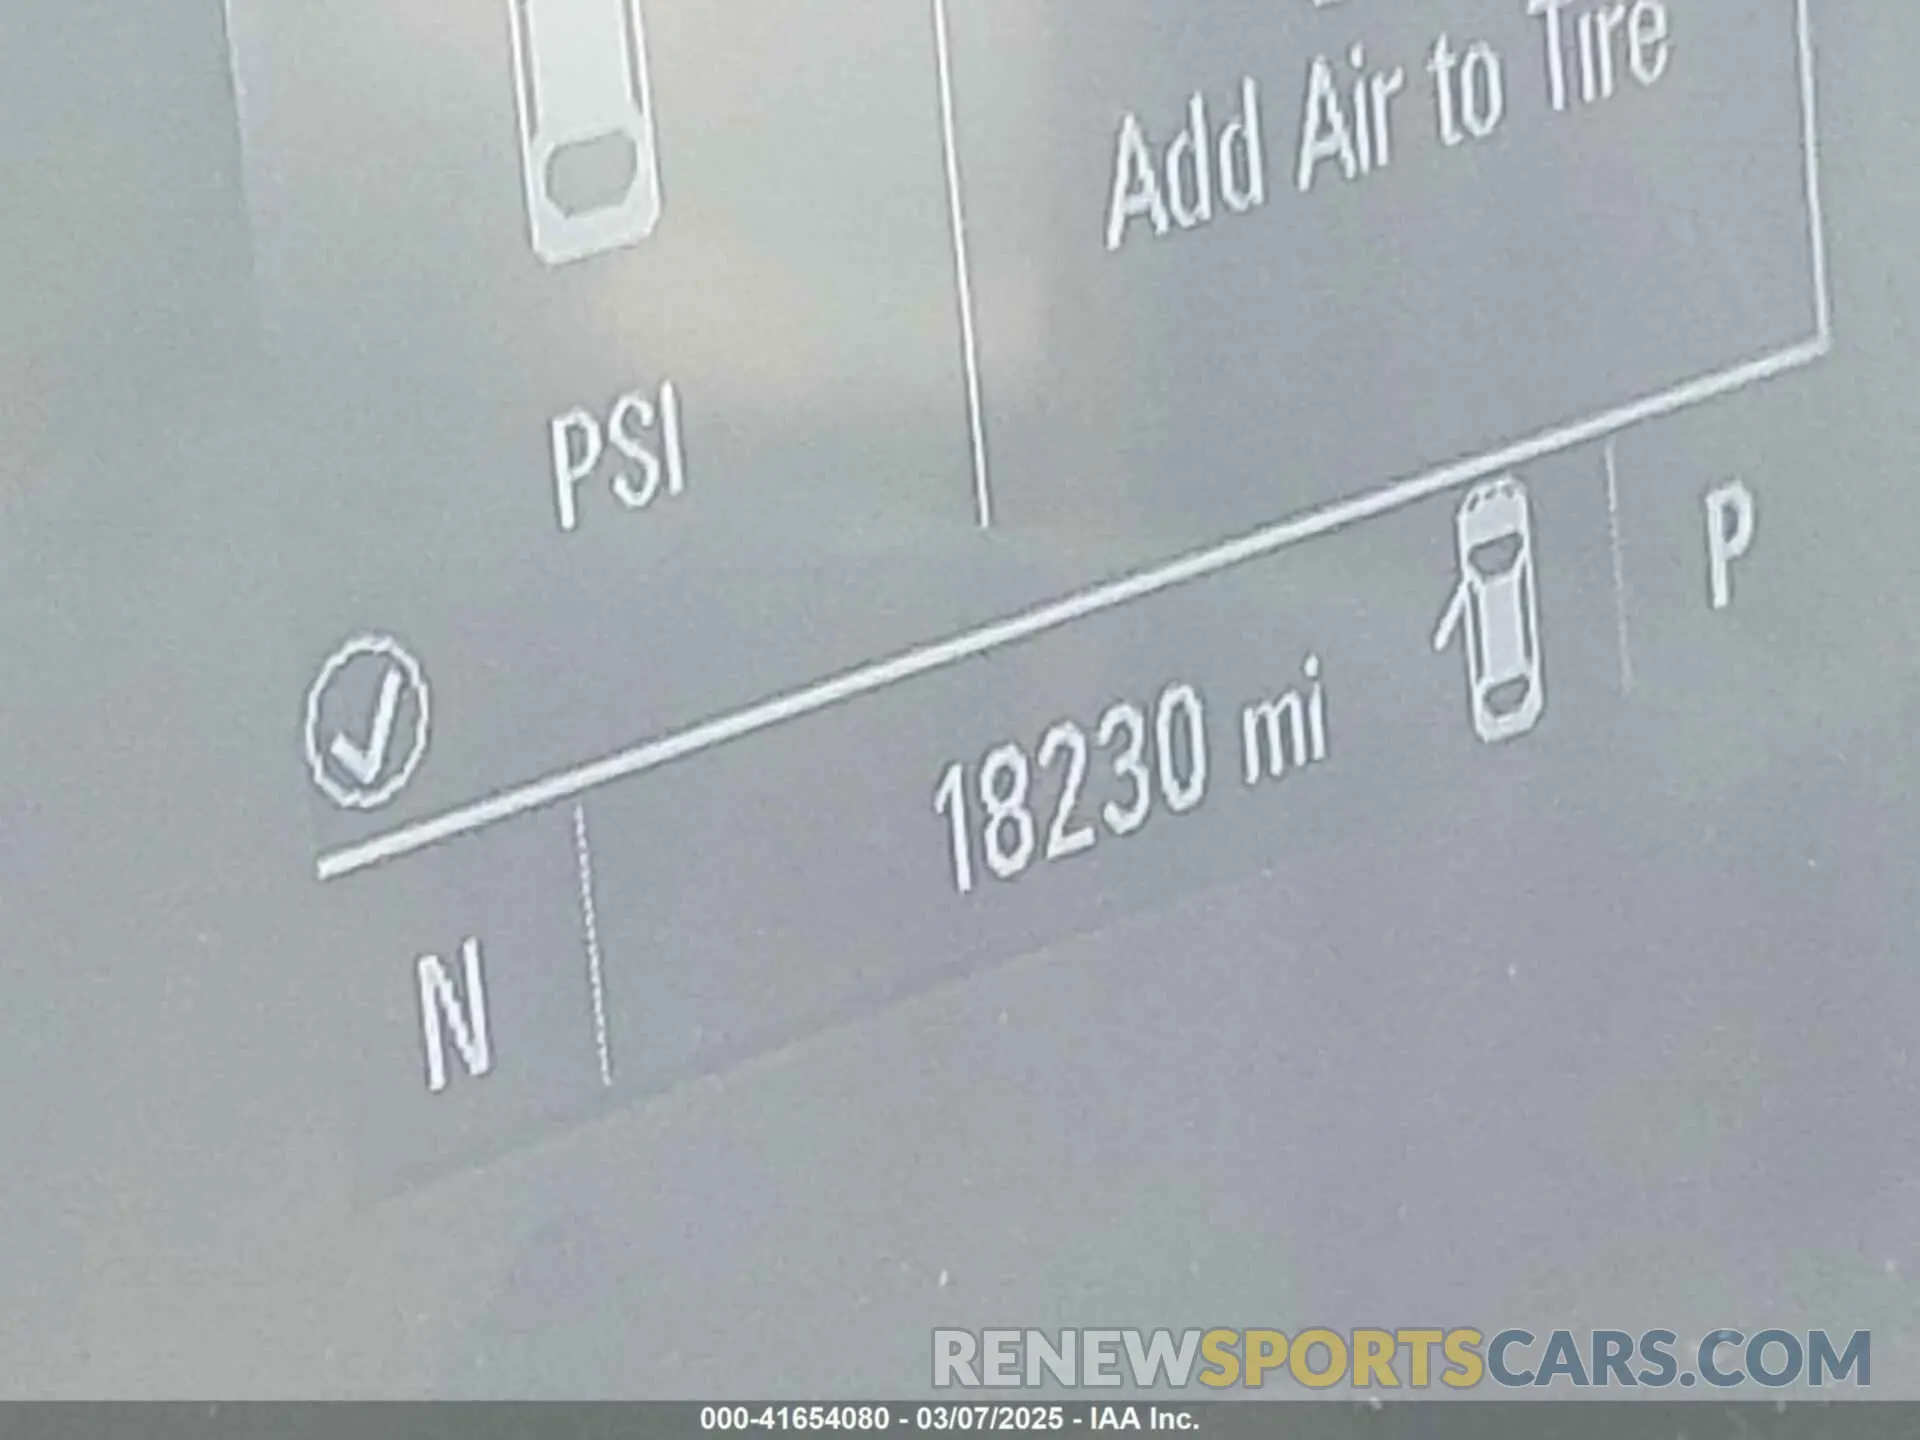 Add Air to Tire
PSI
P
18230 mi
N
RENEWSPORTSCARS.COM
000-41654080 - 03/07/2025 - IAA Inc.